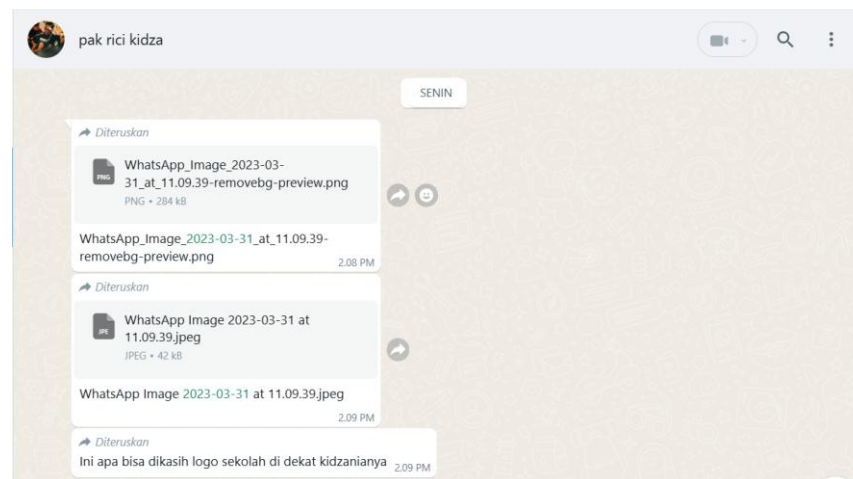 pak rici kidza
SENIN
Diteruskan
PNG
WhatsApp_Image_2023-03-
31_at_11.09.39-removebg-preview.png
PNG • 284 kB
WhatsApp_Image_2023-03-31_at_11.09.39-
removebg-preview.png
2.08 PM
Diteruskan
JPE
WhatsApp Image 2023-03-31 at
11.09.39.jpeg
JPEG • 42 kB
WhatsApp Image 2023-03-31 at 11.09.39.jpeg
2.09 PM
Diteruskan
Ini apa bisa dikasih logo sekolah di dekat kidzanianya 2.09 PM